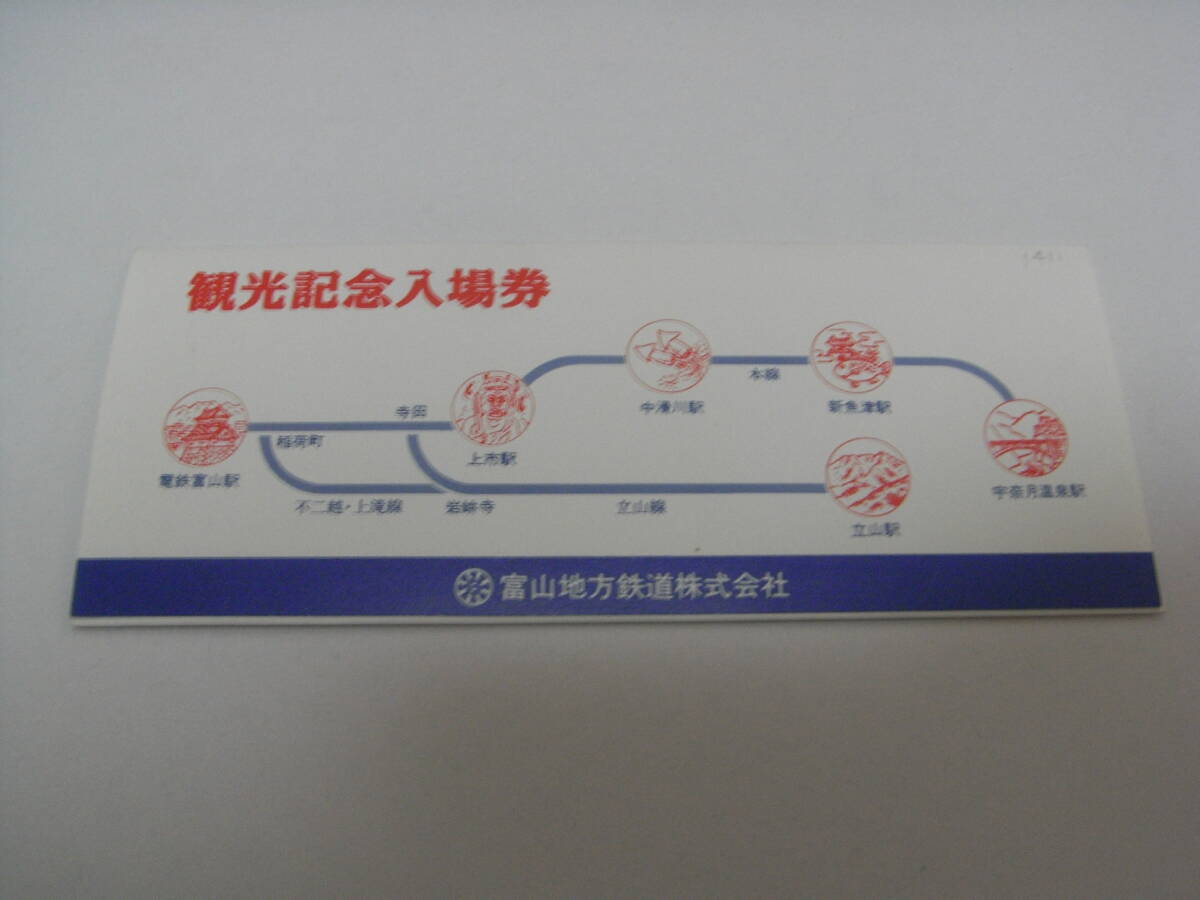 観光記念入場券
電鉄富山駅
稲荷町
寺田
上市駅
中滑川駅
本線
新魚津駅
宇奈月温泉駅
不二越・上滝線
岩峅寺
立山線
立山駅
富山地方鉄道株式会社